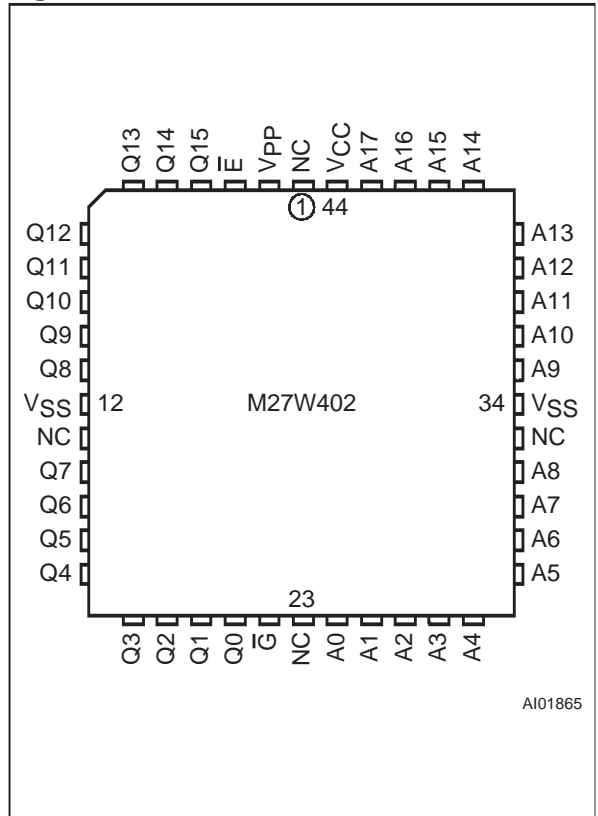 Q13 Q14 Q15 E̅ VPP NC VCC A17 A16 A15 A14
1 44
Q12 A13
Q11 A12
Q10 A11
Q9 A10
Q8 A9
VSS 12 M27W402 34 VSS
NC NC
Q7 A8
Q6 A7
Q5 A6
Q4 A5
23
Q3 Q2 Q1 Q0 G̅ NC A0 A1 A2 A3 A4
AI01865